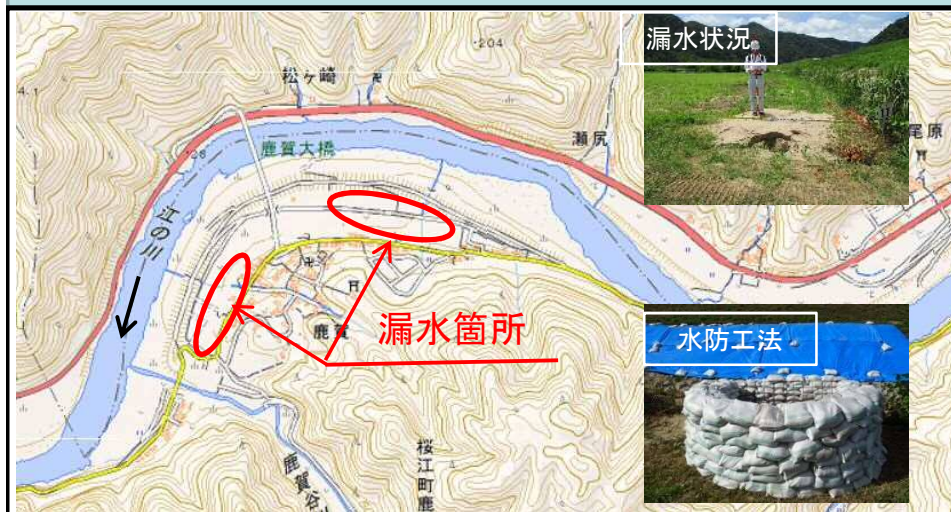 漏水状況
・204
松ヶ崎
瀬尻
尾原
鹿賀大橋
江の川
鹿賀
漏水箇所
水防工法
鹿賀谷
桜江町鹿